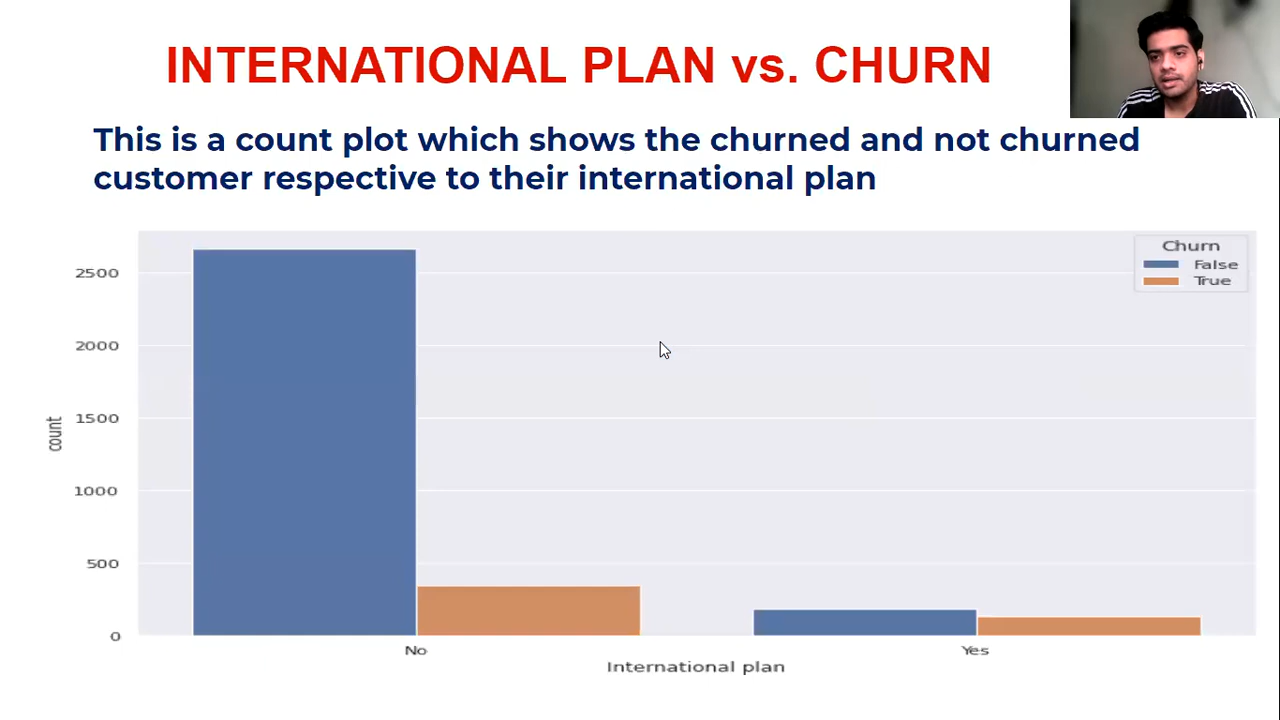 INTERNATIONAL PLAN vs. CHURN
This is a count plot which shows the churned and not churned
customer respective to their international plan
Churn
False
True
2500
2000
1500
1000
500
0
count
No
Yes
International plan